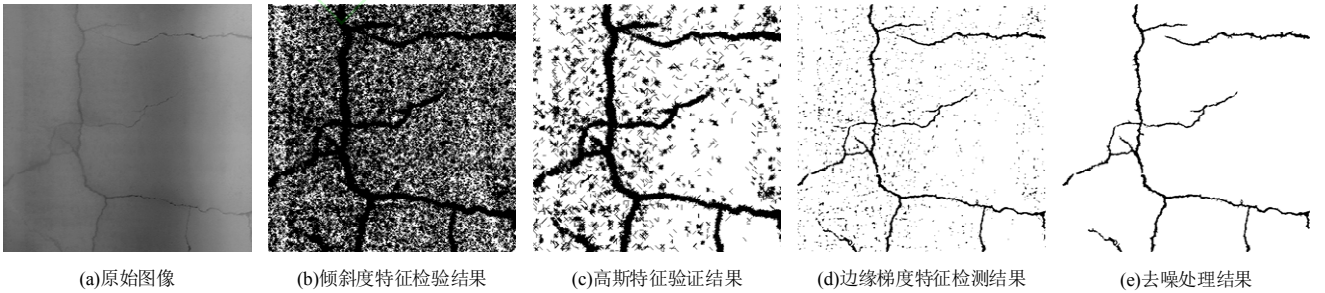 (a)原始图像
(b)倾斜度特征检验结果
(c)高斯特征验证结果
(d)边缘梯度特征检测结果
(e)去噪处理结果